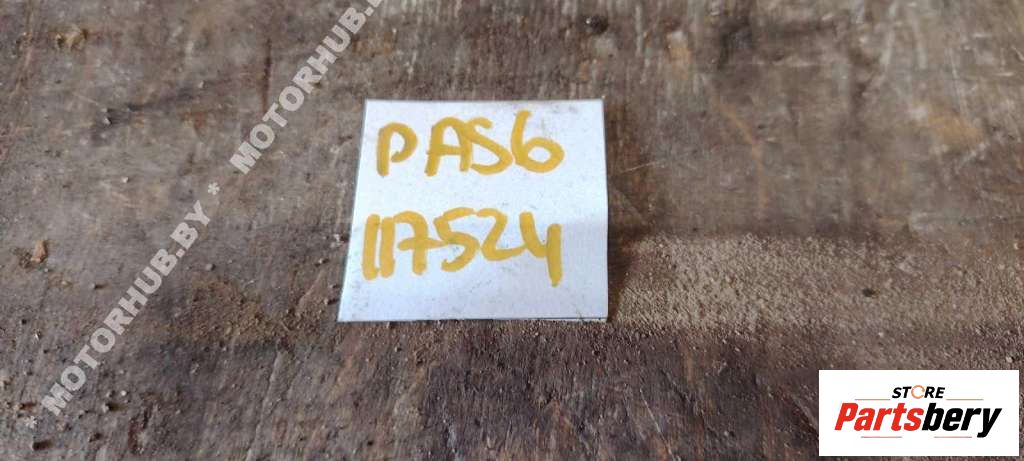 PAS6
117524
MOTORHUB.BY * MOTORHUB.BY
STORE
Partsbery